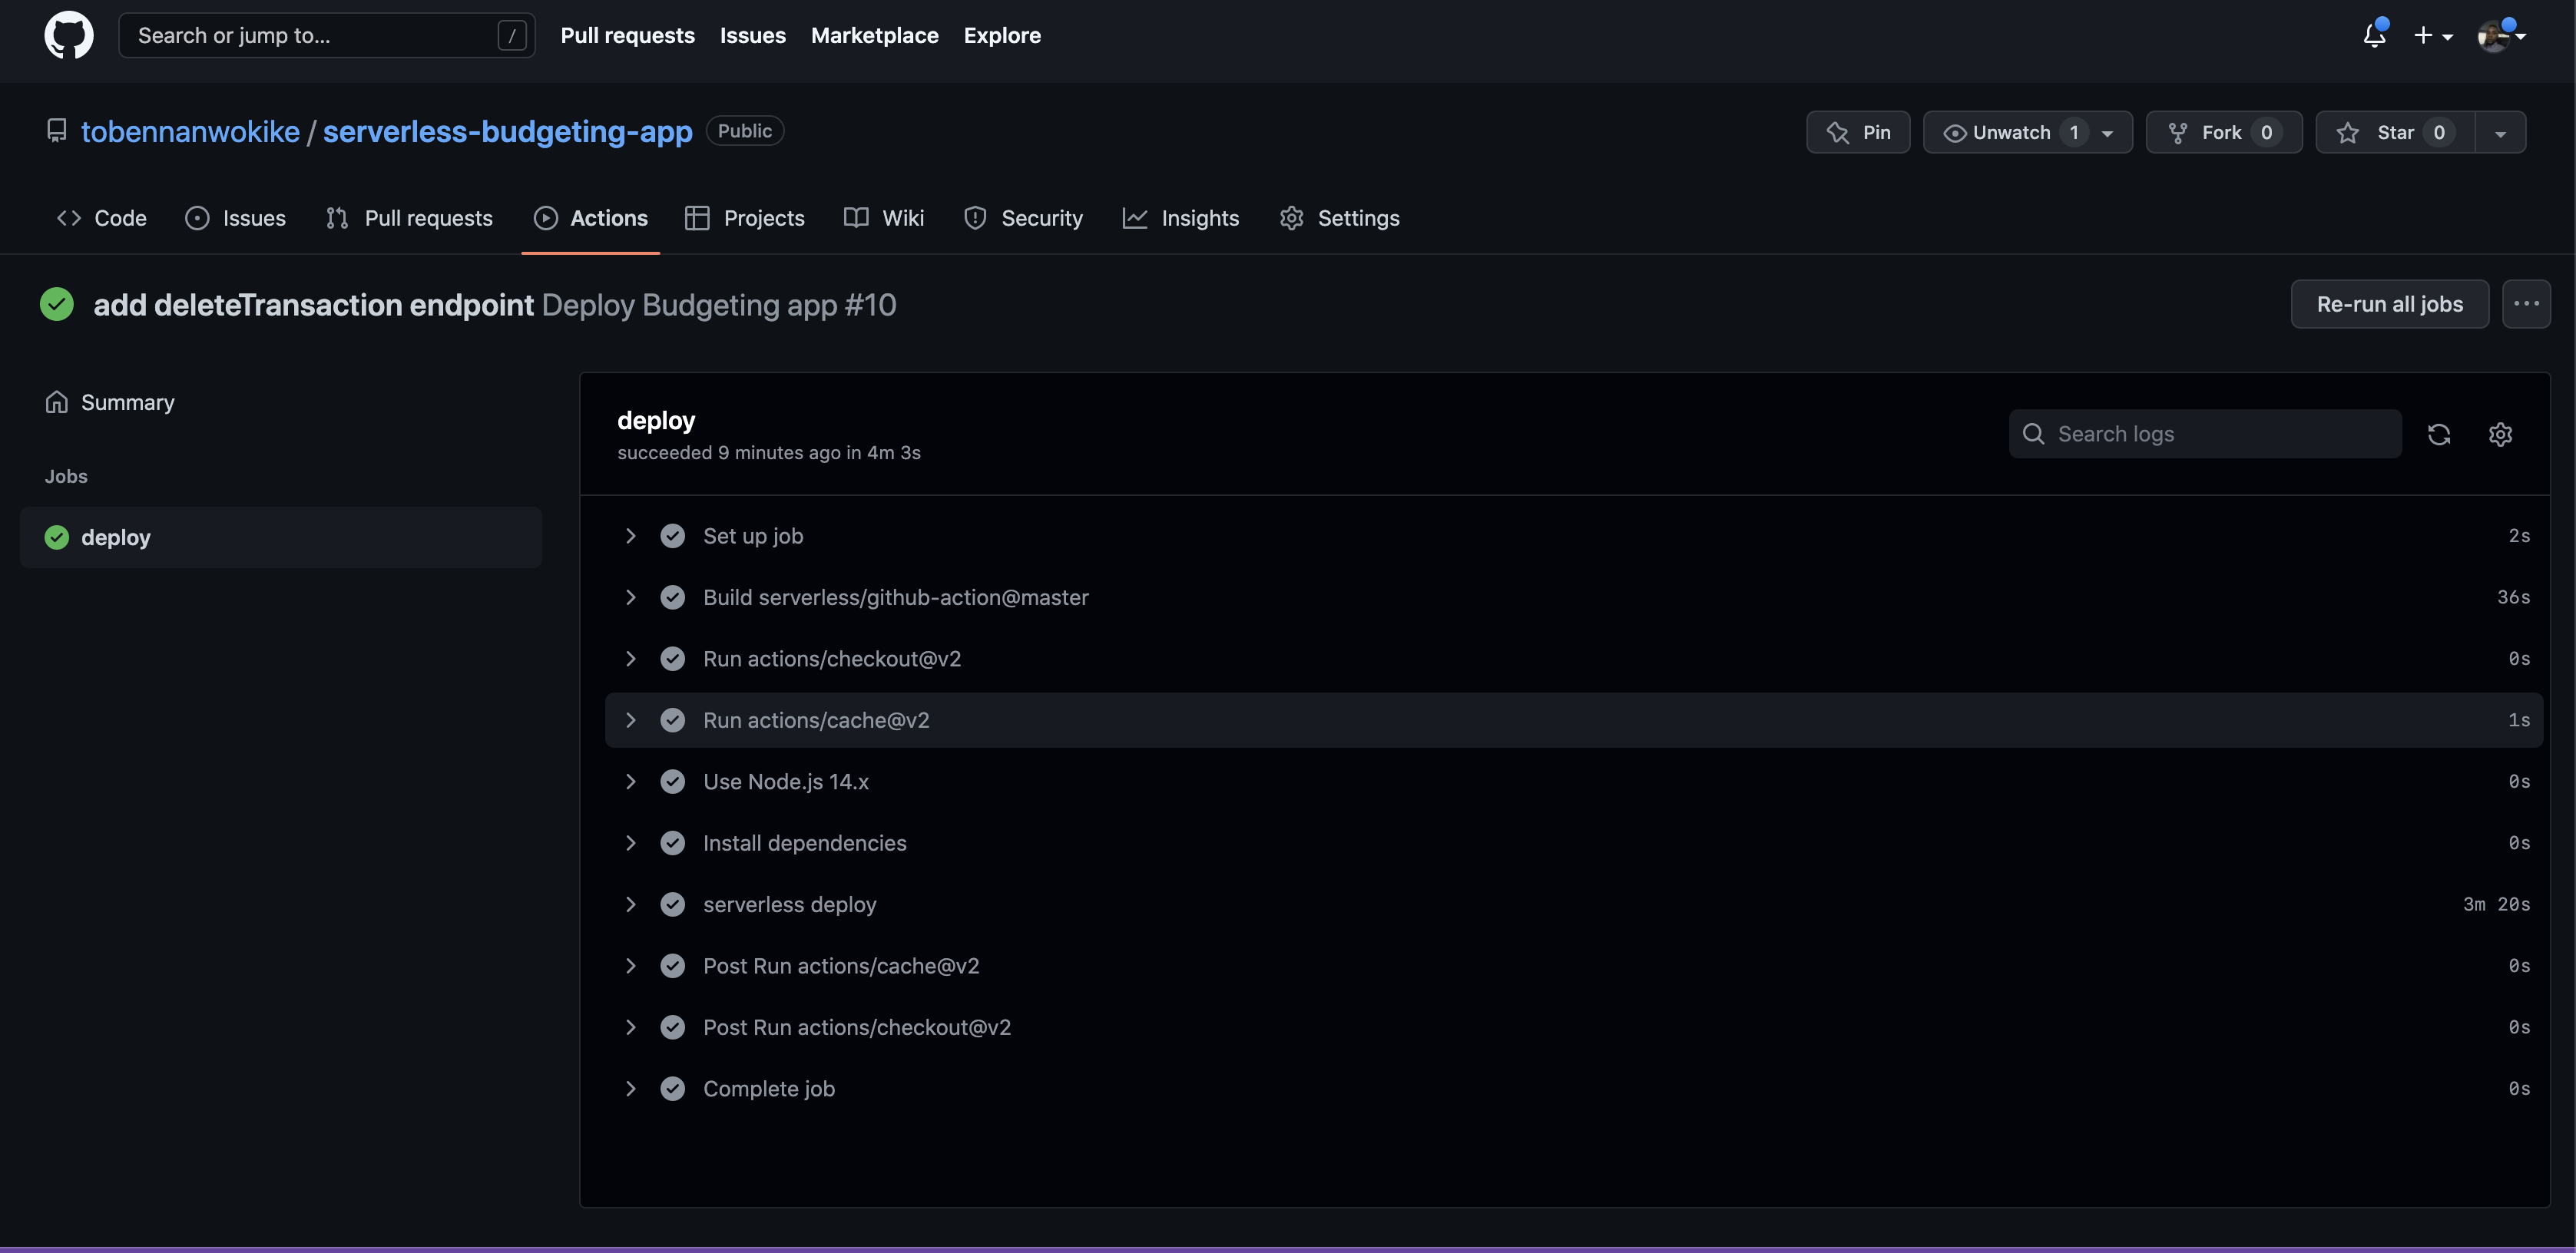 Search or jump to... / Pull requests Issues Marketplace Explore
tobennanwokike / serverless-budgeting-app Public Pin Unwatch 1 Fork 0 Star 0
Code Issues Pull requests Actions Projects Wiki Security Insights Settings
add deleteTransaction endpoint Deploy Budgeting app #10 Re-run all jobs
Summary
Jobs
deploy
deploy
succeeded 9 minutes ago in 4m 3s
Search logs
Set up job 2s
Build serverless/github-action@master 36s
Run actions/checkout@v2 0s
Run actions/cache@v2 1s
Use Node.js 14.x 0s
Install dependencies 0s
serverless deploy 3m 20s
Post Run actions/cache@v2 0s
Post Run actions/checkout@v2 0s
Complete job 0s